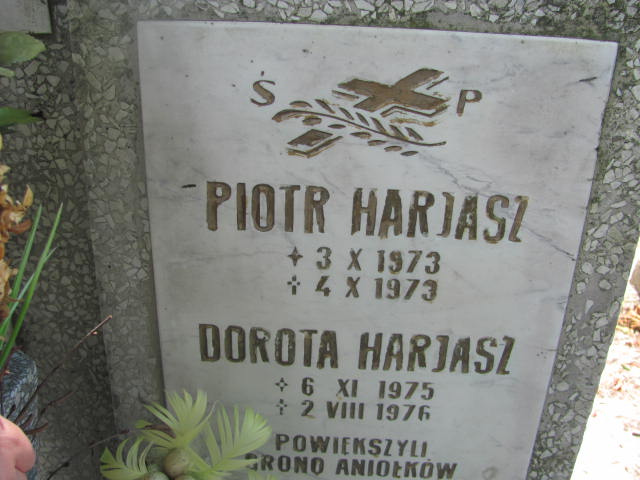 Ś P
PIOTR HARJASZ
+ 3 X 1973
+ 4 X 1973
DOROTA HARJASZ
+ 6 XI 1975
+ 2 VIII 1976
POWIEKSZYLI
GRONO ANIOŁKÓW